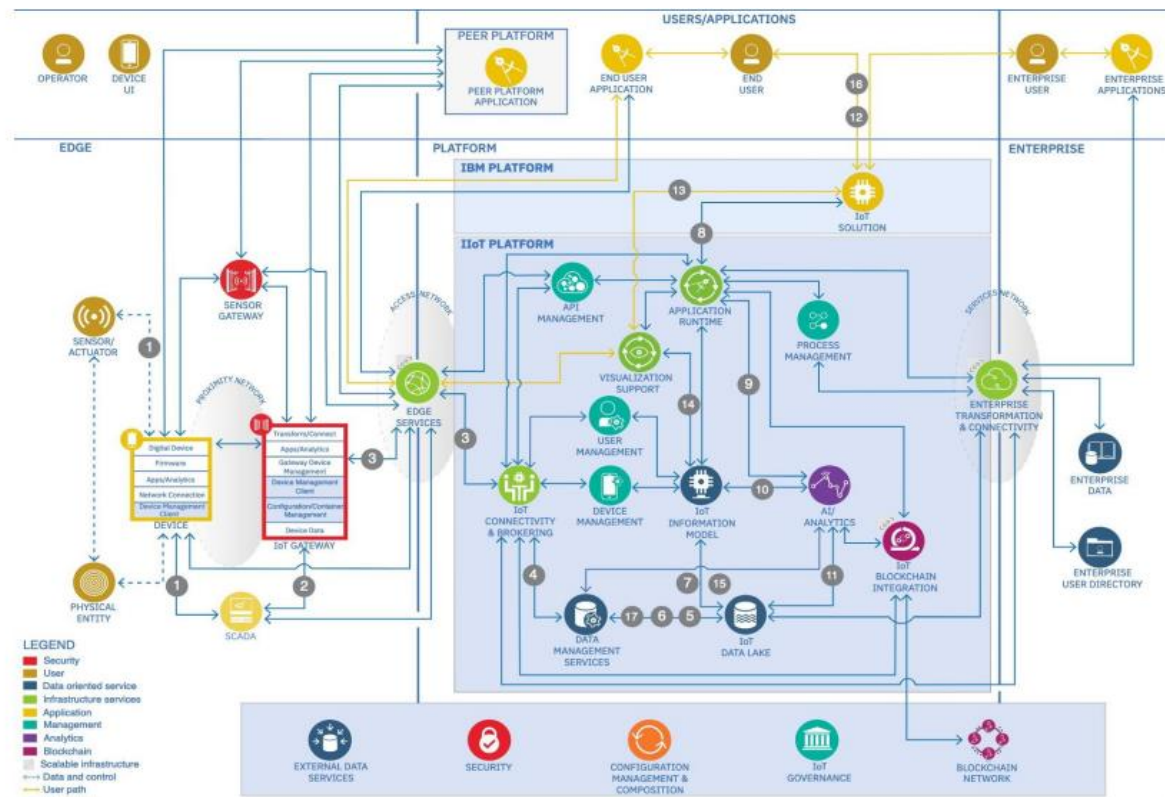 USERS/APPLICATIONS
OPERATOR
DEVICE
UI
PEER PLATFORM
PEER PLATFORM
APPLICATION
END USER
APPLICATION
END
USER
16
12
ENTERPRISE
USER
ENTERPRISE
APPLICATIONS
EDGE
PLATFORM
ENTERPRISE
IBM PLATFORM
13
IoT
SOLUTION
8
IIoT PLATFORM
SENSOR
GATEWAY
ACCESS NETWORK
API
MANAGEMENT
APPLICATION
RUNTIME
PROCESS
MANAGEMENT
SERVICES NETWORK
SENSOR/
ACTUATOR
1
PROXIMITY NETWORK
EDGE
SERVICES
VISUALIZATION
SUPPORT
9
14
ENTERPRISE
TRANSFORMATION
& CONNECTIVITY
Digital Device
Firmware
Apps/Analytics
Network Connection
Device Management
Client
DEVICE
Transform/Connect
Apps/Analytics
Gateway Device
Management
Device Management
Client
Configuration/Container
Management
Device Data
IoT GATEWAY
3
3
USER
MANAGEMENT
IoT
CONNECTIVITY
& BROKERING
DEVICE
MANAGEMENT
IoT
INFORMATION
MODEL
10
AI/
ANALYTICS
ENTERPRISE
DATA
IoT
BLOCKCHAIN
INTEGRATION
ENTERPRISE
USER DIRECTORY
PHYSICAL
ENTITY
1
2
SCADA
4
7
15
11
17
6
5
DATA
MANAGEMENT
SERVICES
IoT
DATA LAKE
LEGEND
Security
User
Data oriented service
Infrastructure services
Application
Management
Analytics
Blockchain
Scalable infrastructure
Data and control
User path
EXTERNAL DATA
SERVICES
SECURITY
CONFIGURATION
MANAGEMENT &
COMPOSITION
IoT
GOVERNANCE
BLOCKCHAIN
NETWORK